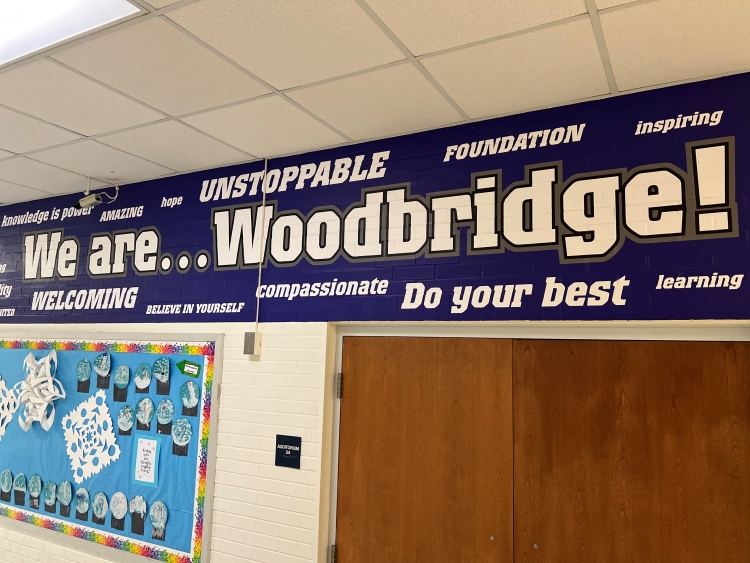 knowledge is power
AMAZING
hope
UNSTOPPABLE
FOUNDATION
inspiring
We are...Woodbridge!
WELCOMING
BELIEVE IN YOURSELF
compassionate
Do your best
learning
AUDITORIUM
24